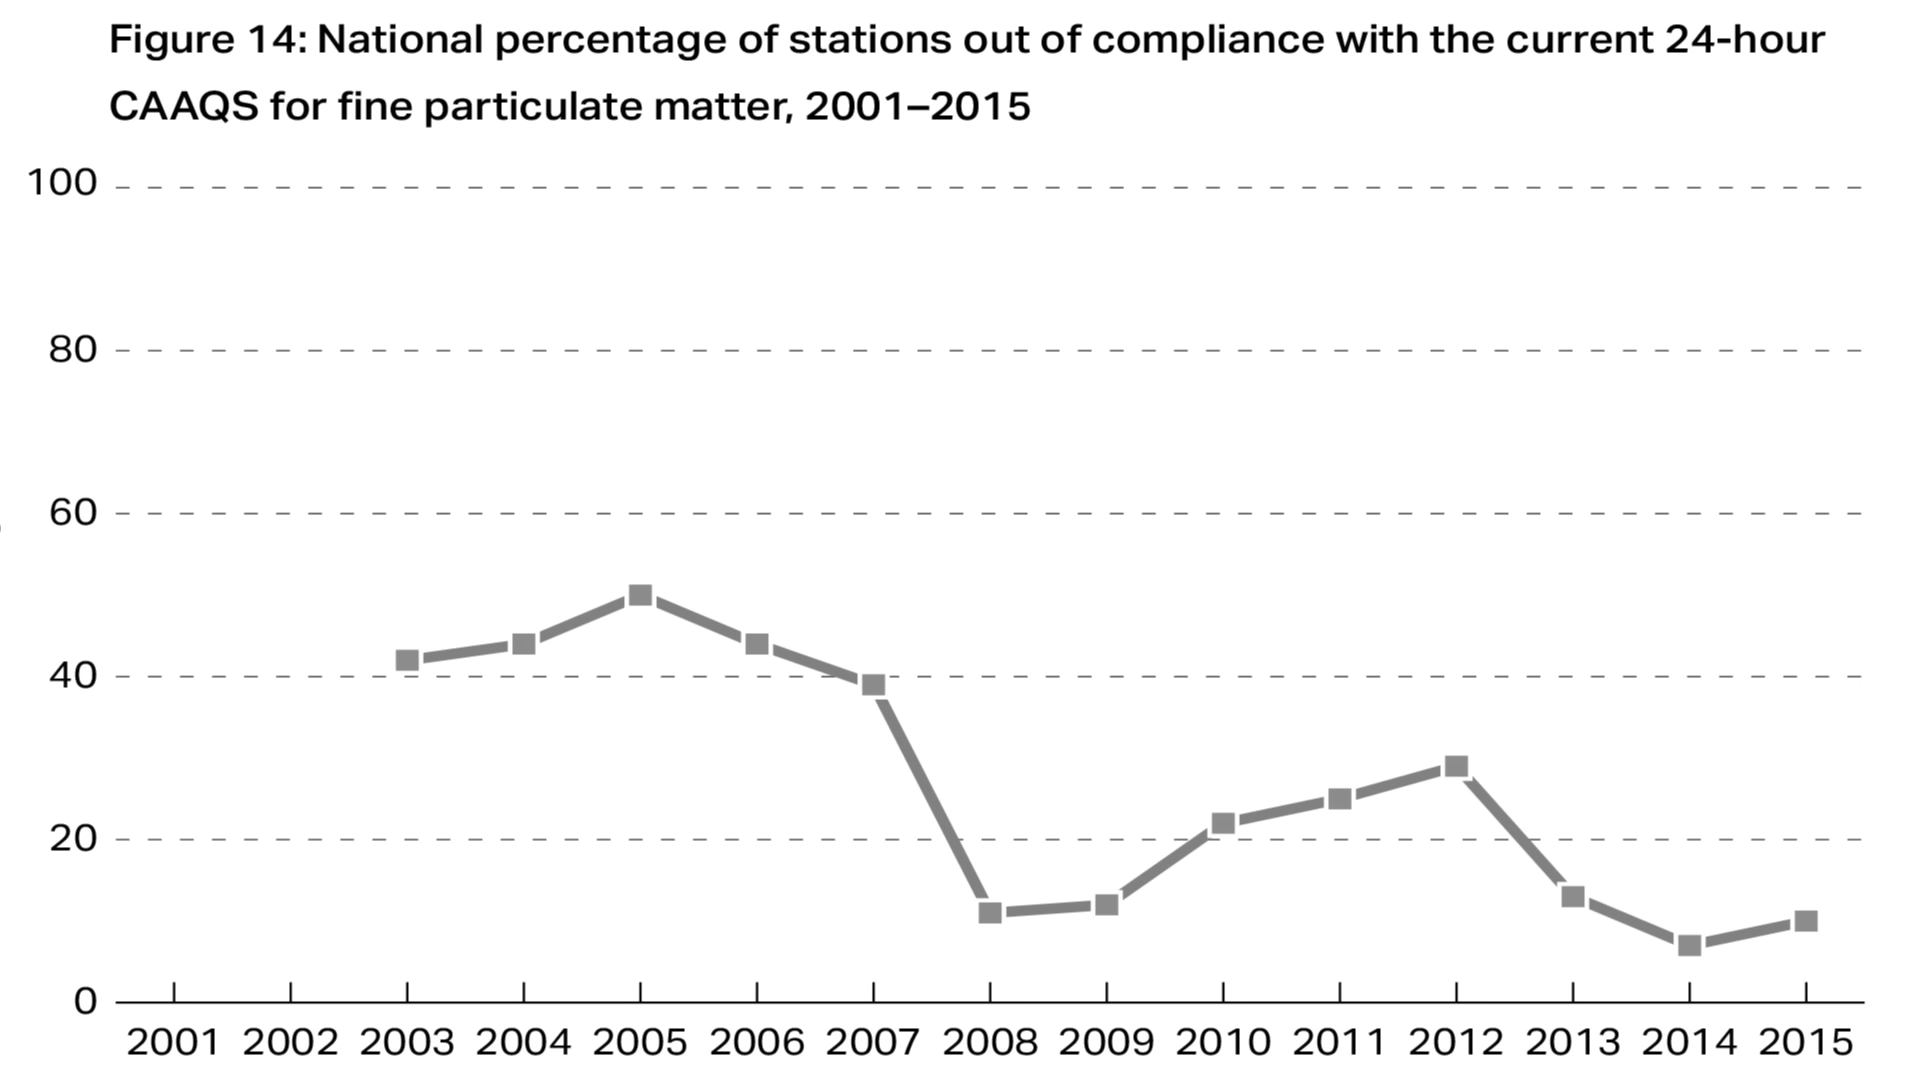 Figure 14: National percentage of stations out of compliance with the current 24-hour
CAAQS for fine particulate matter, 2001–2015
100
80
60
40
20
0
2001 2002 2003 2004 2005 2006 2007 2008 2009 2010 2011 2012 2013 2014 2015